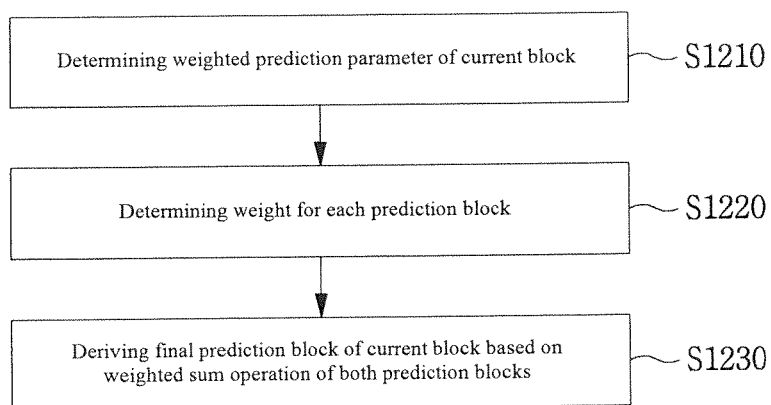 Determining weighted prediction parameter of current block
S1210
Determining weight for each prediction block
S1220
Deriving final prediction block of current block based on
weighted sum operation of both prediction blocks
S1230